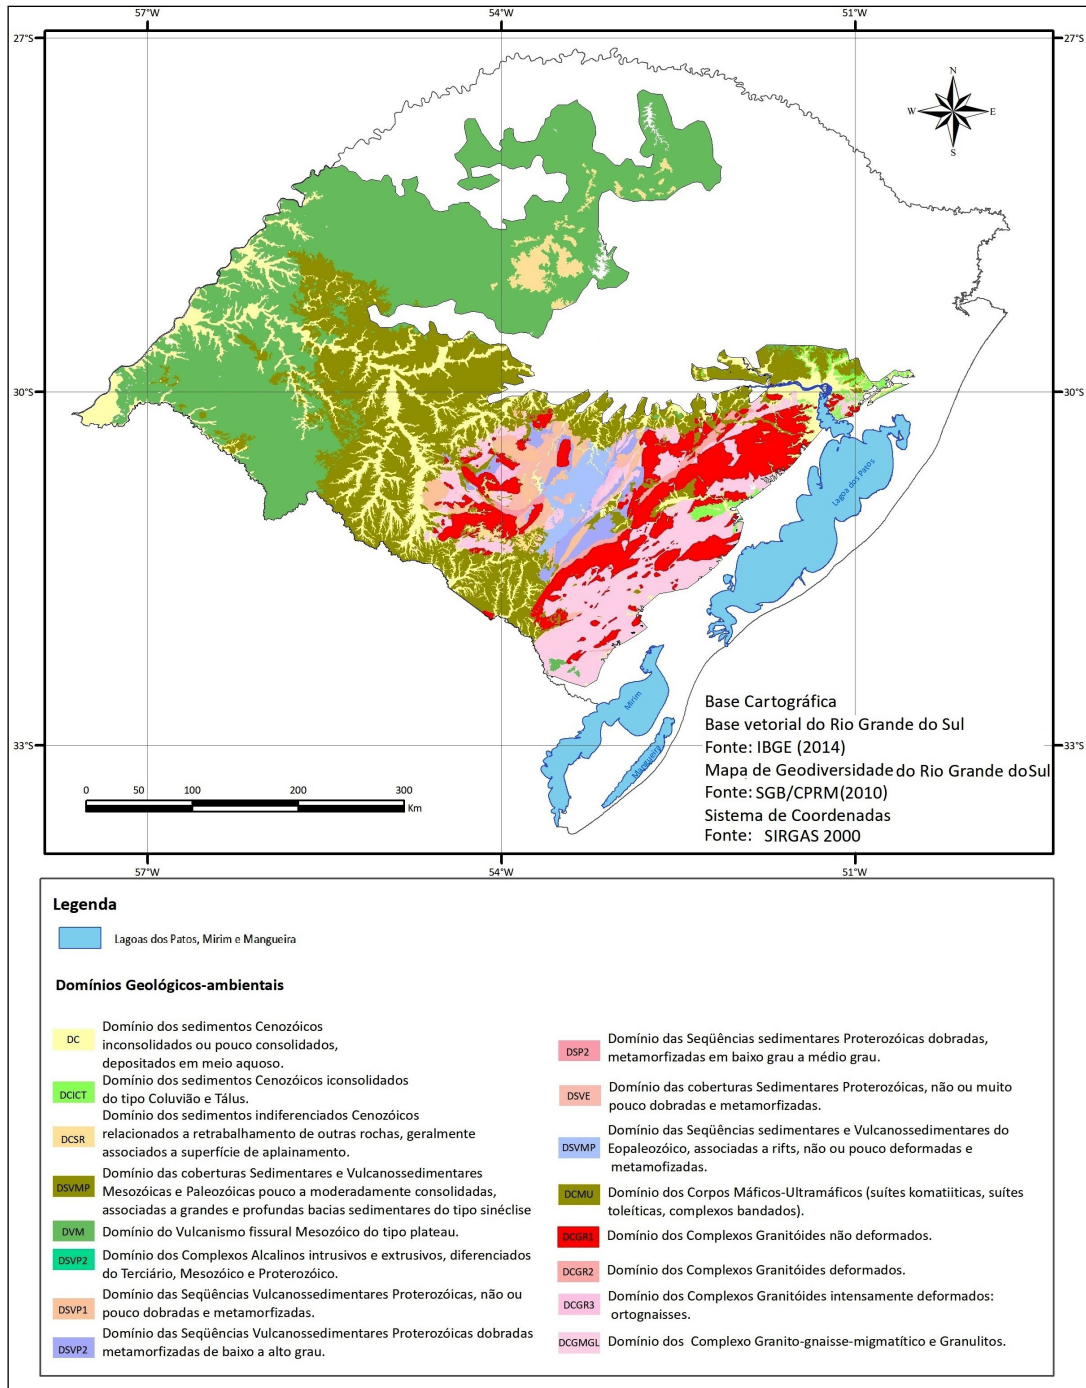 57°W
54°W
51°W
27°S
27°S
N
W
E
S
30°S
30°S
Lagoa dos Patos
Mirim
Mangueira
Base Cartográfica
Base vetorial do Rio Grande do Sul
Fonte: IBGE (2014)
Mapa de Geodiversidade do Rio Grande do Sul
Fonte: SGB/CPRM(2010)
Sistema de Coordenadas
Fonte: SIRGAS 2000
33°S
33°S
0 50 100 200 300
Km
57°W
54°W
51°W
Legenda
Lagoas dos Patos, Mirim e Mangueira
Domínios Geológicos-ambientais
DC
Domínio dos sedimentos Cenozóicos
inconsolidados ou pouco consolidados,
depositados em meio aquoso.
DCICT
Domínio dos sedimentos Cenozóicos iconsolidados
do tipo Coluvião e Tálus.
DCSR
Domínio dos sedimentos indiferenciados Cenozóicos
relacionados a retrabalhamento de outras rochas, geralmente
associados a superfície de aplainamento.
DSVMP
Domínio das coberturas Sedimentares e Vulcanossedimentares
Mesozóicas e Paleozóicas pouco a moderadamente consolidadas,
associadas a grandes e profundas bacias sedimentares do tipo sinéclise
DVM
Domínio do Vulcanismo fissural Mesozóico do tipo plateau.
DSVP2
Domínio dos Complexos Alcalinos intrusivos e extrusivos, diferenciados
do Terciário, Mesozóico e Proterozóico.
DSVP1
Domínio das Seqüências Vulcanossedimentares Proterozóicas, não ou
pouco dobradas e metamorfizadas.
DSVP2
Domínio das Seqüências Vulcanossedimentares Proterozóicas dobradas
metamorfizadas de baixo a alto grau.
DSP2
Domínio das Seqüências sedimentares Proterozóicas dobradas,
metamorfizadas em baixo grau a médio grau.
DSVE
Domínio das coberturas Sedimentares Proterozóicas, não ou muito
pouco dobradas e metamorfizadas.
DSVMP
Domínio das Seqüências sedimentares e Vulcanossedimentares do
Eopaleozóico, associadas a rifts, não ou pouco deformadas e
metamofizadas.
DCMU
Domínio dos Corpos Máficos-Ultramáficos (suítes komatiiticas, suítes
toleíticas, complexos bandados).
DCGR1
Domínio dos Complexos Granitóides não deformados.
DCGR2
Domínio dos Complexos Granitóides deformados.
DCGR3
Domínio dos Complexos Granitóides intensamente deformados:
ortognaisses.
DCGMGL
Domínio dos Complexo Granito-gnaisse-migmatítico e Granulitos.